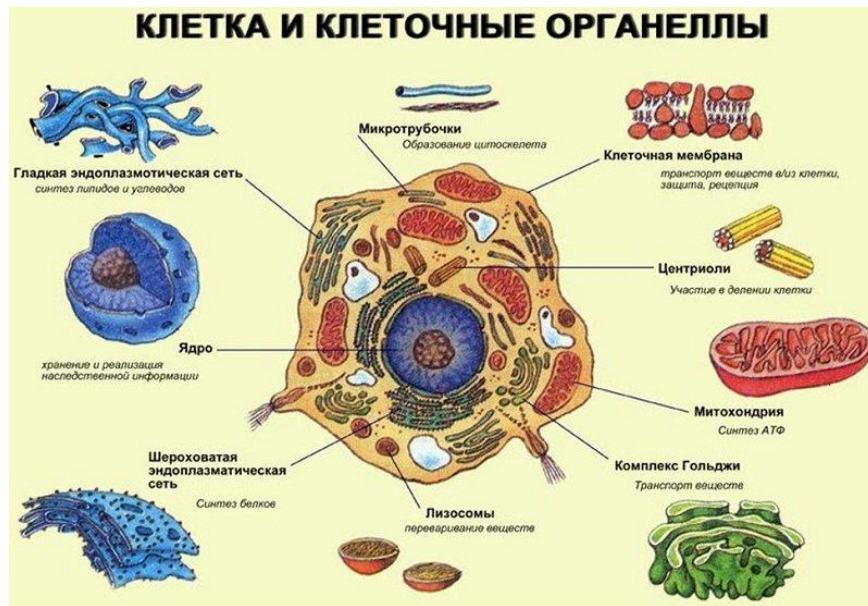 КЛЕТКА И КЛЕТОЧНЫЕ ОРГАНЕЛЛЫ
Гладкая эндоплазмотическая сеть
синтез липидов и углеводов
Микротрубочки
Образование цитоскелета
Клеточная мембрана
транспорт веществ в/из клетки,
защита, рецепция
Центриоли
Участие в делении клетки
Ядро
хранение и реализация
наследственной информации
Митохондрия
Синтез АТФ
Шероховатая
эндоплазматическая
сеть
Синтез белков
Лизосомы
переваривание веществ
Комплекс Гольджи
Транспорт веществ